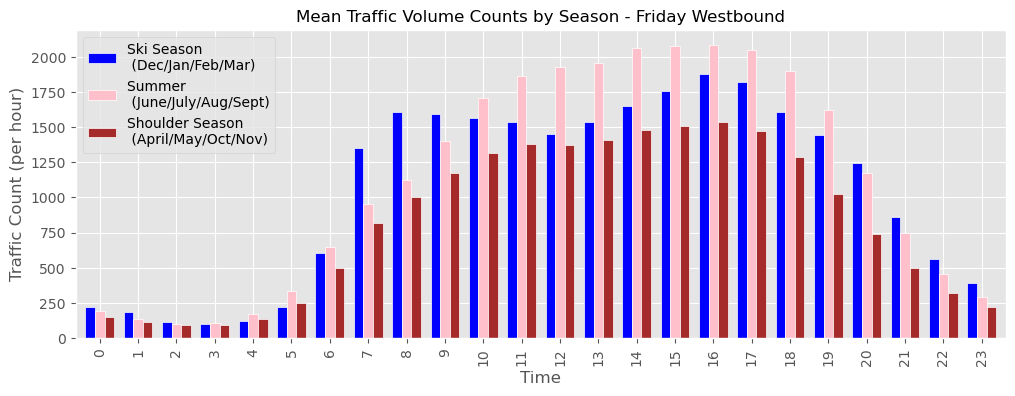 Mean Traffic Volume Counts by Season - Friday Westbound
Ski Season
(Dec/Jan/Feb/Mar)
Summer
(June/July/Aug/Sept)
Shoulder Season
(April/May/Oct/Nov)
Traffic Count (per hour)
2000
1750
1500
1250
1000
750
500
250
0
0 1 2 3 4 5 6 7 8 9 10 11 12 13 14 15 16 17 18 19 20 21 22 23
Time